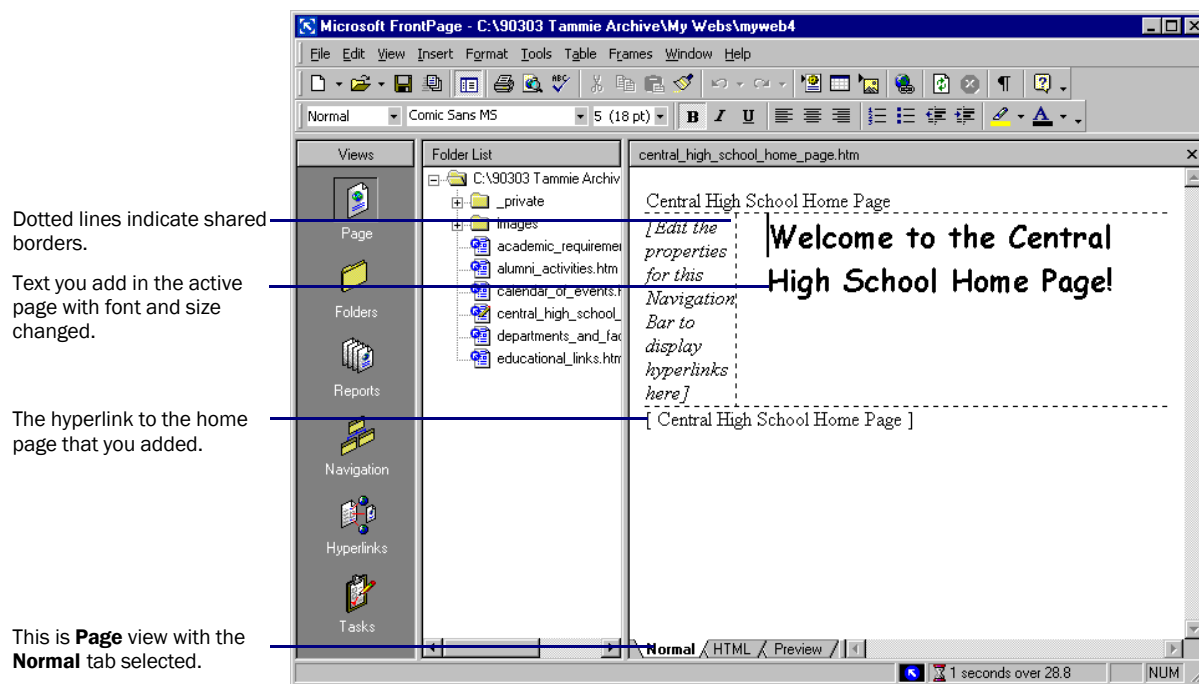 Microsoft FrontPage - C:\90303 Tammie Archive\My Webs\myweb4
File Edit View Insert Format Tools Table Frames Window Help
Normal Comic Sans MS 5 (18 pt) B I U A
Views
Folder List
central_high_school_home_page.htm
Page
Folders
Reports
Navigation
Hyperlinks
Tasks
C:\90303 Tammie Archiv
_private
images
academic_requiremen
alumni_activities.htm
calendar_of_events.h
central_high_school_
departments_and_fac
educational_links.htm
Central High School Home Page
[Edit the
properties
for this
Navigation
Bar to
display
hyperlinks
here]
Welcome to the Central
High School Home Page!
[ Central High School Home Page ]
Normal HTML Preview
1 seconds over 28.8 NUM
Dotted lines indicate shared
borders.
Text you add in the active
page with font and size
changed.
The hyperlink to the home
page that you added.
This is Page view with the
Normal tab selected.